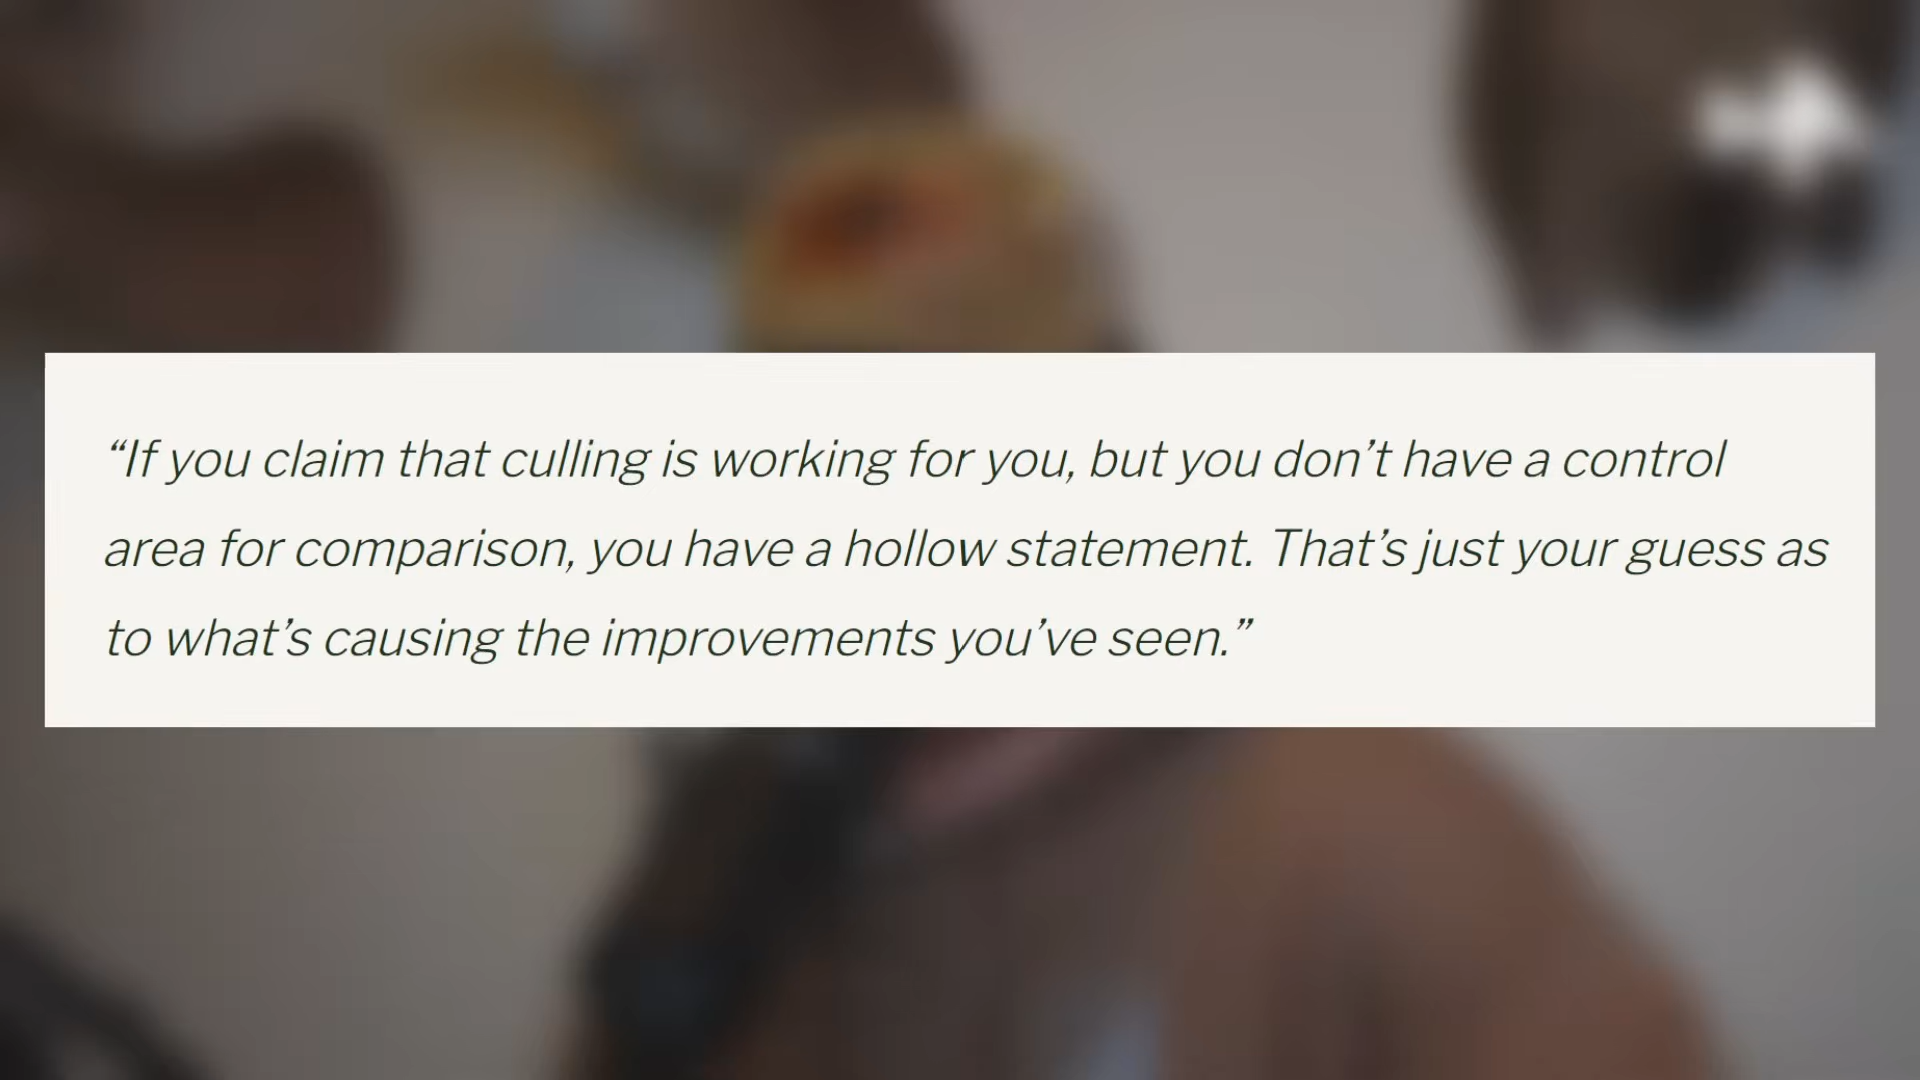 “If you claim that culling is working for you, but you don’t have a control
area for comparison, you have a hollow statement. That’s just your guess as
to what’s causing the improvements you’ve seen.”